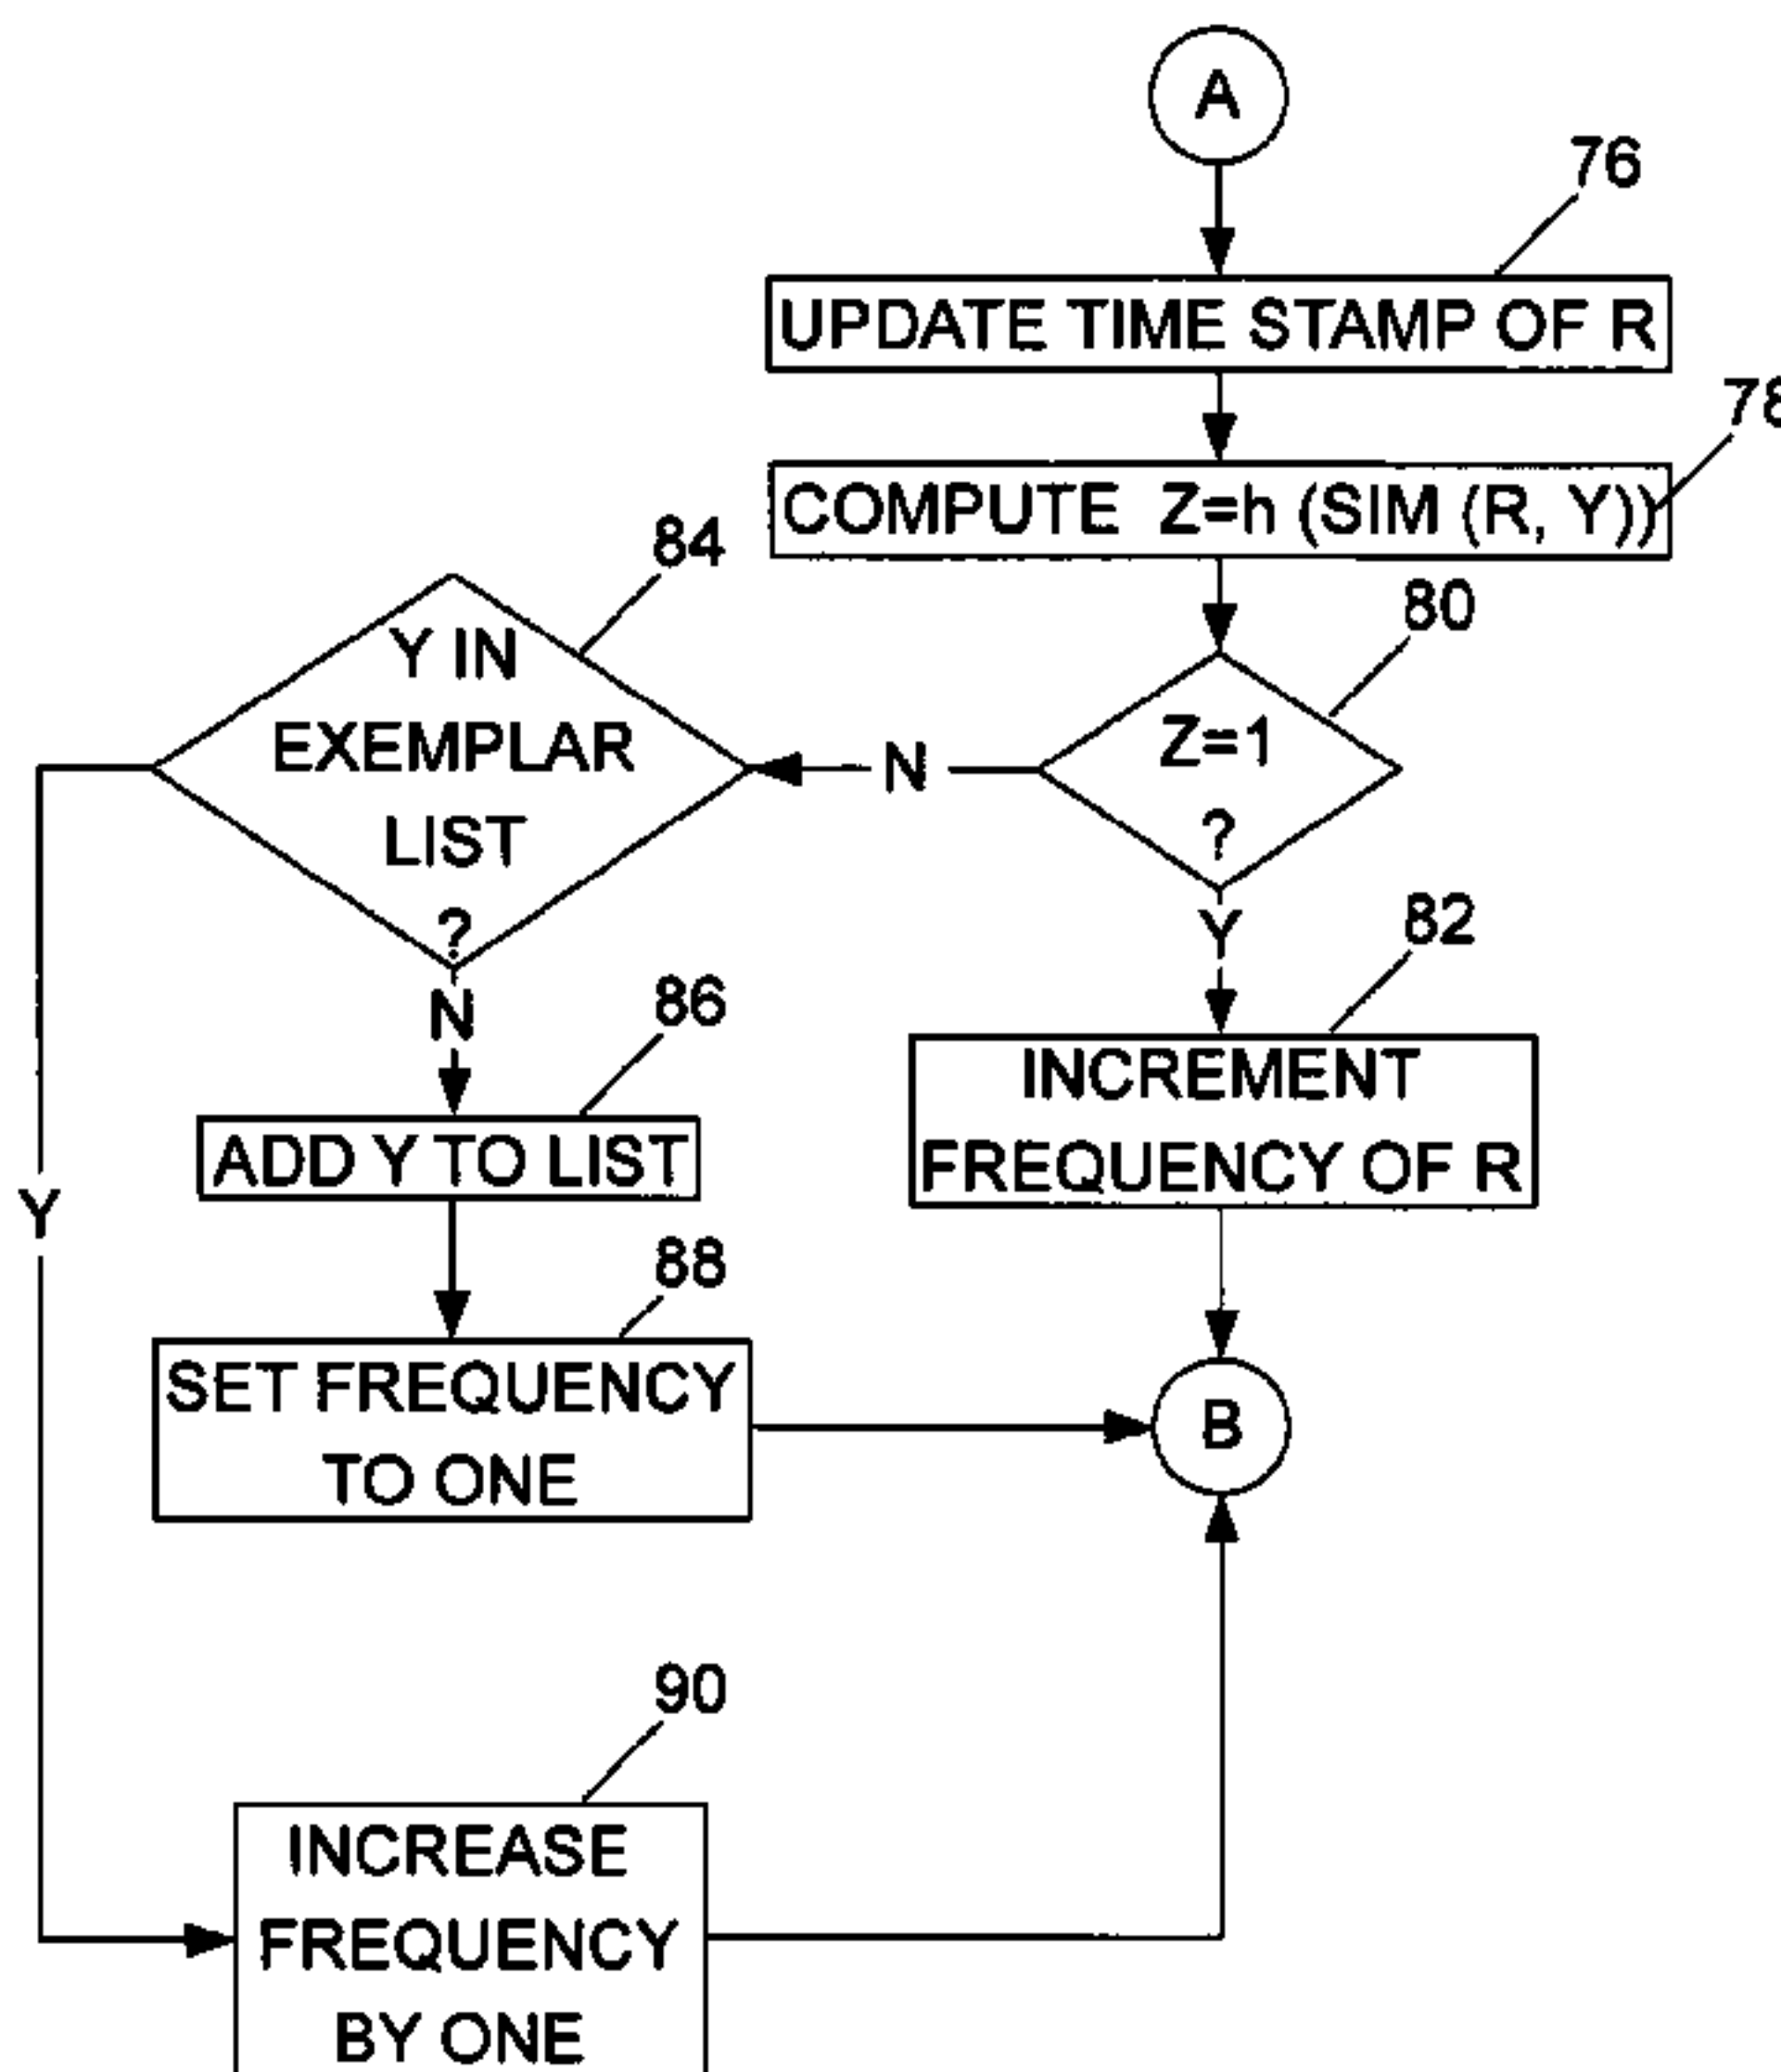 A
76
UPDATE TIME STAMP OF R
78
COMPUTE Z=h (SIM (R, Y))
80
Z=1
?
N
Y
84
Y IN
EXEMPLAR
LIST
?
N
Y
82
INCREMENT
FREQUENCY OF R
86
ADD Y TO LIST
88
SET FREQUENCY
TO ONE
B
90
INCREASE
FREQUENCY
BY ONE